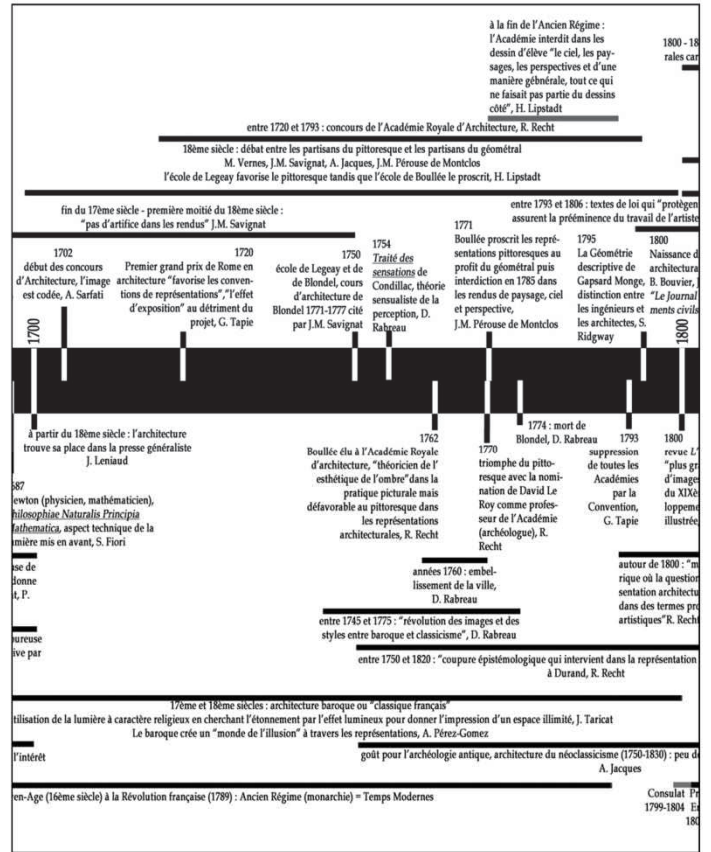 à la fin de l'Ancien Régime :
l'Académie interdit dans les
dessin d'élève "le ciel, les pay-
sages, les perspectives et d'une
manière gébnérale, tout ce qui
ne faisait pas partie du dessins
côté", H. Lipstadt
1800 - 18
rales car
entre 1720 et 1793 : concours de l'Académie Royale d'Architecture, R. Recht
18ème siècle : débat entre les partisans du pittoresque et les partisans du géométral
M. Vernes, J.M. Savignat, A. Jacques, J.M. Pérouse de Montclos
l'école de Legeay favorise le pittoresque tandis que l'école de Boullée le proscrit, H. Lipstadt
entre 1793 et 1806 : textes de loi qui "protègen
assurent la prééminence du travail de l'artiste
fin du 17ème siècle - première moitié du 18ème siècle :
"pas d'artifice dans les rendus" J.M. Savignat
1702
début des concours
d'Architecture, l'image
est codée, A. Sarfati
1720
Premier grand prix de Rome en
architecture "favorise les conven-
tions de représentations","l'effet
d'exposition" au détriment du
projet, G. Tapie
1750
école de Legeay et de
de Blondel, cours
d'architecture de
Blondel 1771-1777 cité
par J.M. Savignat
1754
Traité des
sensations de
Condillac, théorie
sensualiste de la
perception, D.
Rabreau
1771
Boullée proscrit les repré-
sentations pittoresques au
profit du géométral puis
interdiction en 1785 dans
les rendus de paysage, ciel
et perspective,
J.M. Pérouse de Montclos
1795
La Géométrie
descriptive de
Gapsard Monge,
distinction entre
les ingénieurs et
les architectes, S.
Ridgway
1800
Naissance d
architectura
B. Bouvier, J
"Le Journal
ments civils
1700
1800
à partir du 18ème siècle : l'architecture
trouve sa place dans la presse généraliste
J. Leniaud
687
ewton (physicien, mathématicien),
hilosophiae Naturalis Principia
athematica, aspect technique de la
mière mis en avant, S. Fiori
1762
Boullée élu à l'Académie Royale
d'architecture, "théoricien de l'
esthétique de l'ombre"dans la
pratique picturale mais
défavorable au pittoresque dans
les représentations
architecturales, R. Recht
1770
triomphe du pitto-
resque avec la nomi-
nation de David Le
Roy comme profes-
seur de l'Académie
(archéologue), R.
Recht
1774 : mort de
Blondel, D. Rabreau
1793
suppression
de toutes les
Académies
par la
Convention,
G. Tapie
1800
revue L'
"plus gr
d'images
du XIXè
loppeme
illustrée,
use de
donne
t, P.
années 1760 : embel-
lissement de la ville,
D. Rabreau
autour de 1800 : "m
rique où la question
sentation architectu
dans des termes pro
artistiques"R. Recht
entre 1745 et 1775 : "révolution des images et des
styles entre baroque et classicisme", D. Rabreau
oureuse
ive par
entre 1750 et 1820 : "coupure épistémologique qui intervient dans la représentation
à Durand, R. Recht
17ème et 18ème siècles : architecture baroque ou "classique français"
tilisation de la lumière à caractère religieux en cherchant l'étonnement par l'effet lumineux pour donner l'impression d'un espace illimité, J. Taricat
Le baroque crée un "monde de l'illusion" à travers les représentations, A. Pérez-Gomez
l'intérêt
goût pour l'archéologie antique, architecture du néoclassicisme (1750-1830) : peu de
A. Jacques
en-Age (16ème siècle) à la Révolution française (1789) : Ancien Régime (monarchie) = Temps Modernes
Consulat Pr
1799-1804 E
180